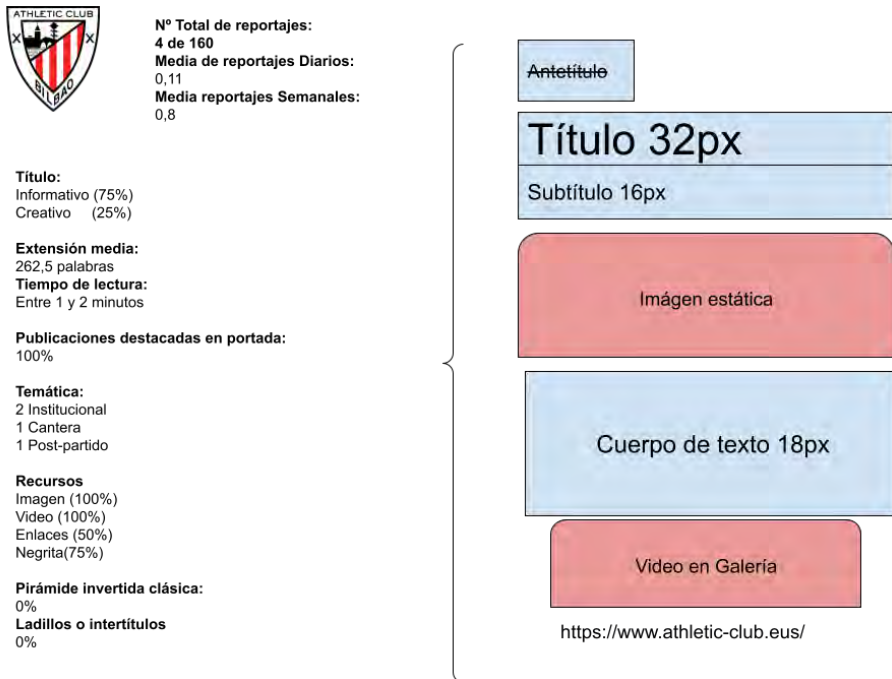 ATHLETIC CLUB
BILBAO
Nº Total de reportajes:
4 de 160
Media de reportajes Diarios:
0,11
Media reportajes Semanales:
0,8
Título:
Informativo (75%)
Creativo (25%)
Extensión media:
262,5 palabras
Tiempo de lectura:
Entre 1 y 2 minutos
Publicaciones destacadas en portada:
100%
Temática:
2 Institucional
1 Cantera
1 Post-partido
Recursos
Imagen (100%)
Video (100%)
Enlaces (50%)
Negrita(75%)
Pirámide invertida clásica:
0%
Ladillos o intertítulos
0%
Antetítulo
Título 32px
Subtítulo 16px
Imágen estática
Cuerpo de texto 18px
Video en Galería
https://www.athletic-club.eus/